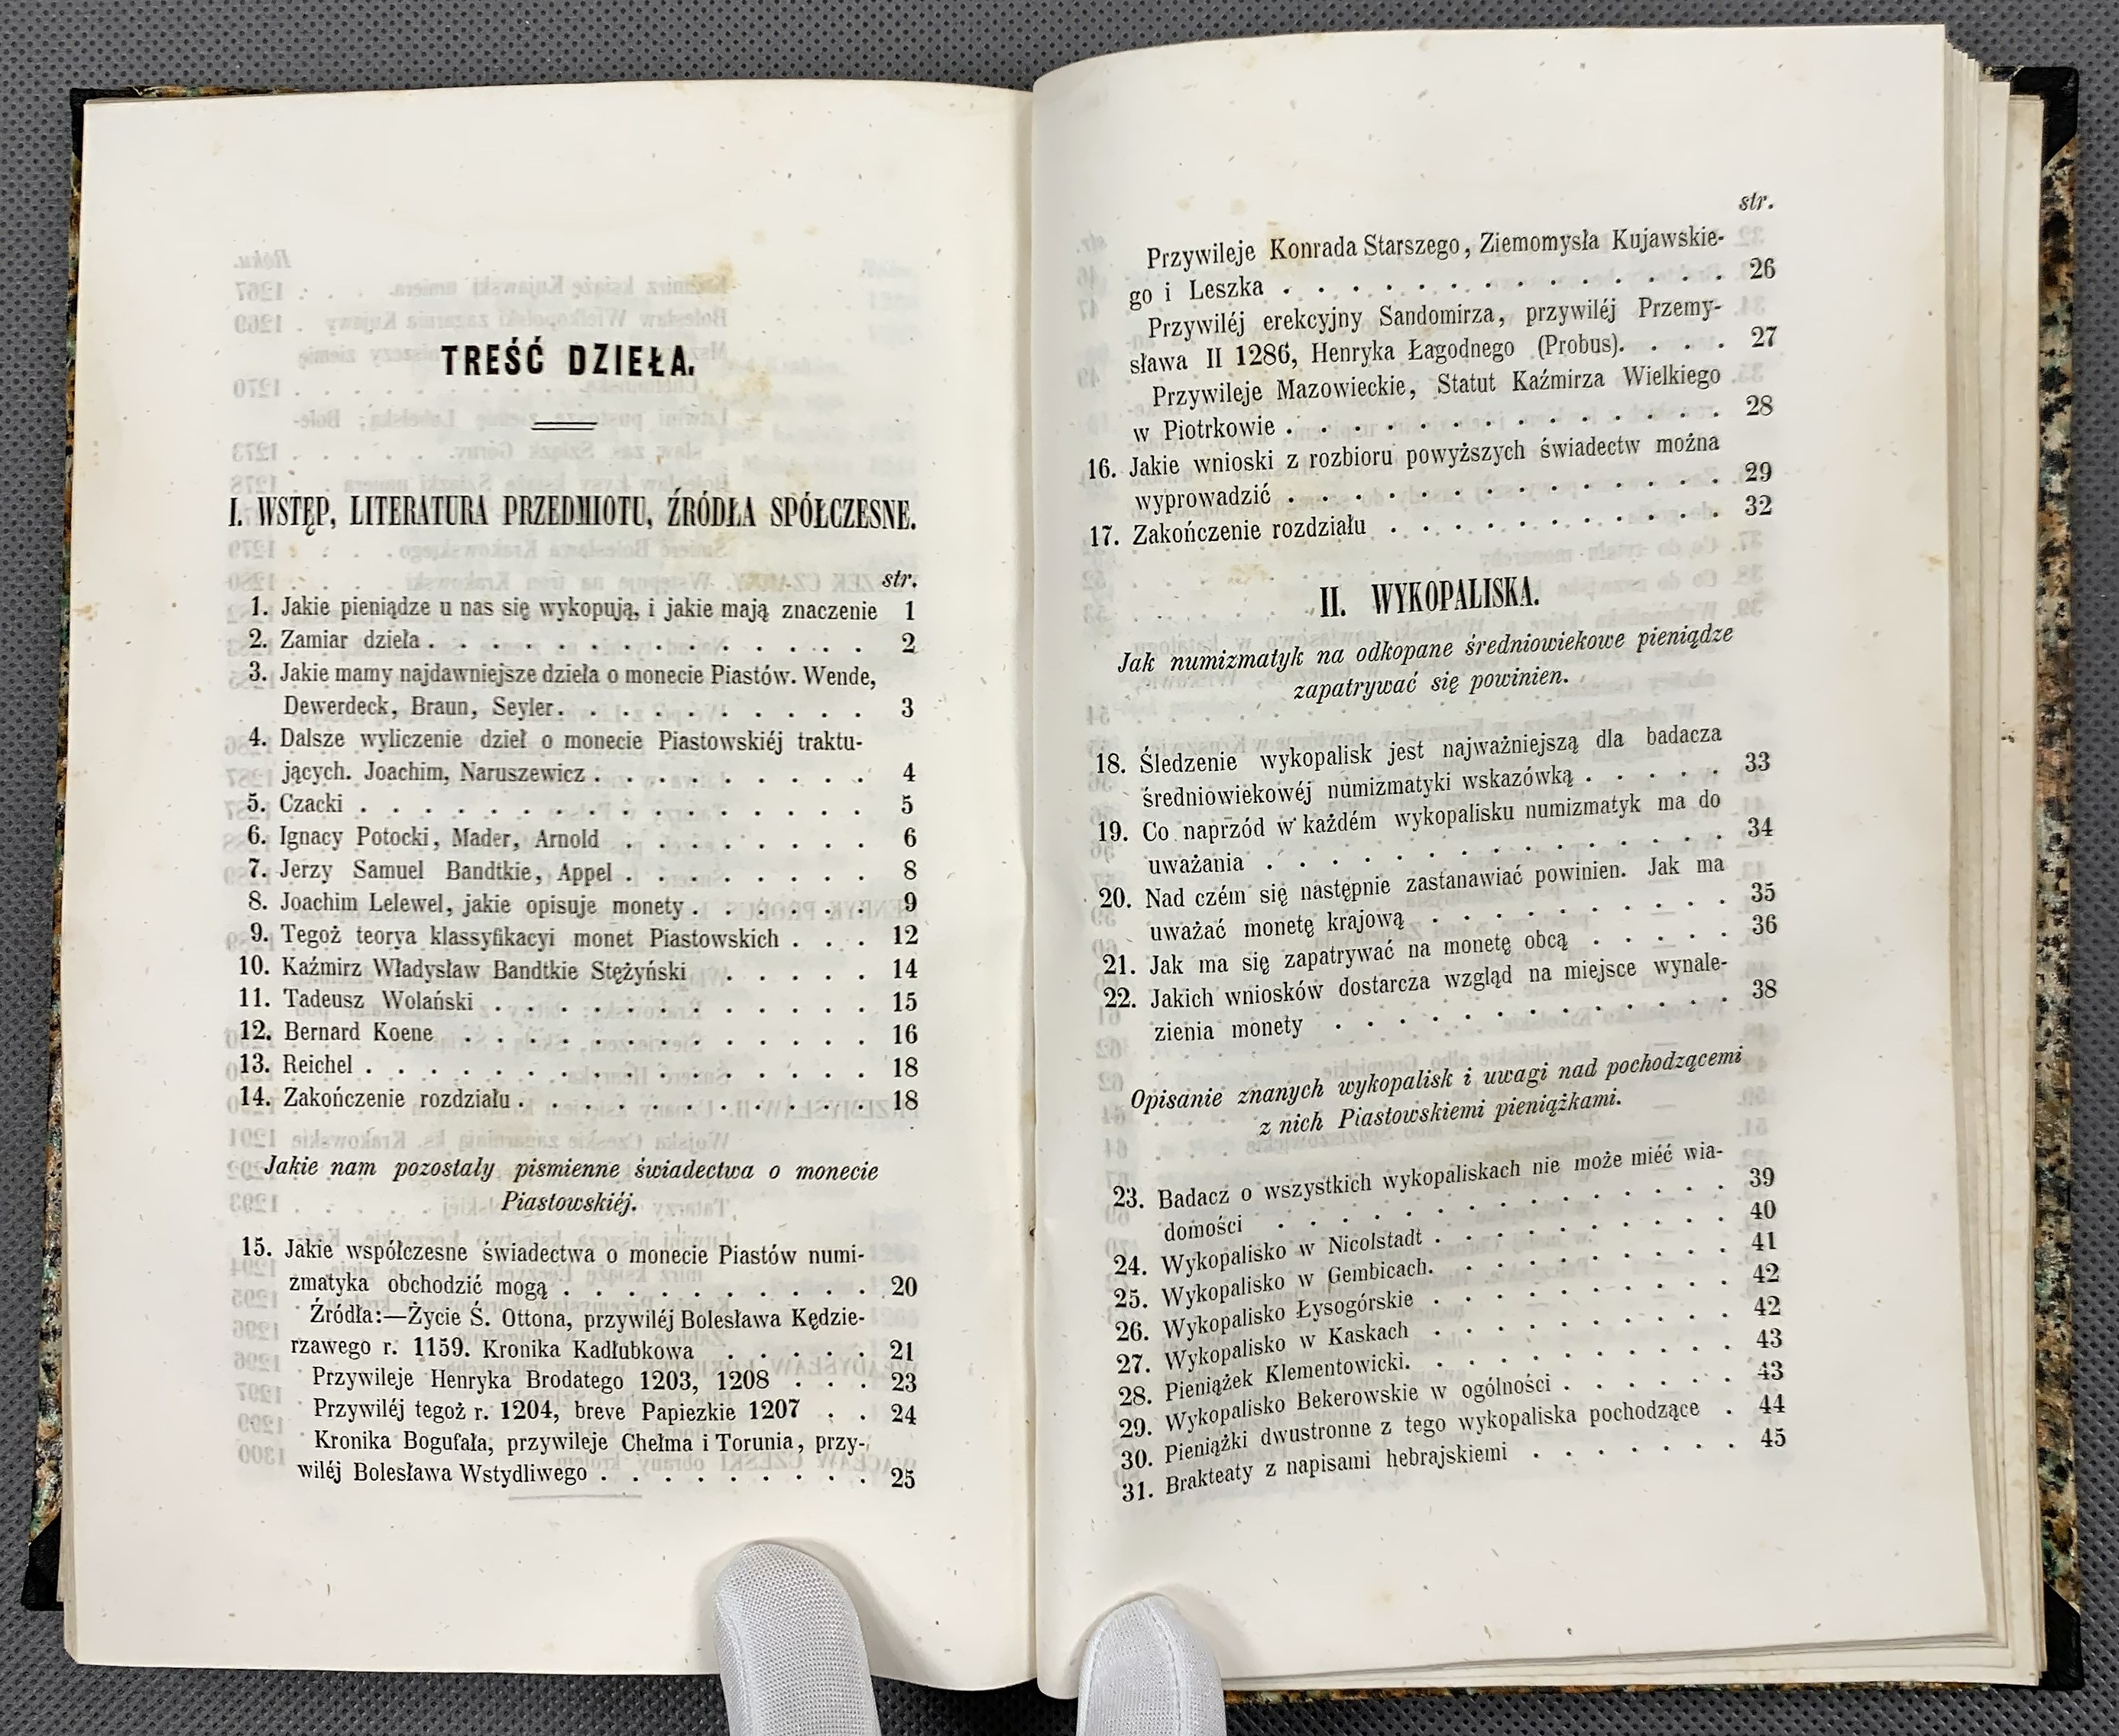 TREŚĆ DZIEŁA.
I. WSTĘP, LITERATURA PRZEDMIOTU, ŹRÓDŁA SPÓŁCZESNE.
str.
1. Jakie pieniądze u nas się wykopują, i jakie mają znaczenie 1
2. Zamiar dzieła . . . . . . . . . . . . . . 2
3. Jakie mamy najdawniejsze dzieła o monecie Piastów. Wende,
Dewerdeck, Braun, Seyler. . . . . . . . . . 3
4. Dalsze wyliczenie dzieł o monecie Piastowskiéj traktu-
jących. Joachim, Naruszewicz . . . . . . . . . 4
5. Czacki . . . . . . . . . . . . . . . . 5
6. Ignacy Potocki, Mader, Arnold . . . . . . . . 6
7. Jerzy Samuel Bandtkie, Appel . . . . . . . . 8
8. Joachim Lelewel, jakie opisuje monety . . . . . . 9
9. Tegoż teorya klassyfikacyi monet Piastowskich . . . 12
10. Kaźmirz Władysław Bandtkie Stężyński . . . . . 14
11. Tadeusz Wolański . . . . . . . . . . . . 15
12. Bernard Koene . . . . . . . . . . . . . 16
13. Reichel . . . . . . . . . . . . . . . . 18
14. Zakończenie rozdziału . . . . . . . . . . . 18
Jakie nam pozostały pismienne świadectwa o monecie
Piastowskiéj.
15. Jakie współczesne świadectwa o monecie Piastów numi-
zmatyka obchodzić mogą . . . . . . . . . . 20
Źródła:—Życie Ś. Ottona, przywiléj Bolesława Kędzie-
rzawego r. 1159. Kronika Kadłubkowa . . . . . 21
Przywileje Henryka Brodatego 1203, 1208 . . . 23
Przywiléj tegoż r. 1204, breve Papiezkie 1207 . . 24
Kronika Bogufała, przywileje Chełma i Torunia, przy-
wiléj Bolesława Wstydliwego . . . . . . . . . 25
str.
Przywileje Konrada Starszego, Ziemomysła Kujawskie-
go i Leszka . . . . . . . . . . . . . . 26
Przywiléj erekcyjny Sandomirza, przywiléj Przemy-
sława II 1286, Henryka Łagodnego (Probus). . . . 27
Przywileje Mazowieckie, Statut Kaźmirza Wielkiego
w Piotrkowie . . . . . . . . . . . . . . 28
16. Jakie wnioski z rozbioru powyższych świadectw można
wyprowadzić . . . . . . . . . . . . . . 29
17. Zakończenie rozdziału . . . . . . . . . . . 32
II. WYKOPALISKA.
Jak numizmatyk na odkopane średniowiekowe pieniądze
zapatrywać się powinien.
18. Śledzenie wykopalisk jest najważniejszą dla badacza
średniowiekowéj numizmatyki wskazówką . . . . . 33
19. Co naprzód w każdém wykopalisku numizmatyk ma do
uważania . . . . . . . . . . . . . . . 34
20. Nad czém się następnie zastanawiać powinien. Jak ma
uważać monetę krajową . . . . . . . . . . 35
21. Jak ma się zapatrywać na monetę obcą . . . . . 36
22. Jakich wniosków dostarcza wzgląd na miejsce wynale-
zienia monety . . . . . . . . . . . . . 38
Opisanie znanych wykopalisk i uwagi nad pochodzącemi
z nich Piastowskiemi pieniążkami.
23. Badacz o wszystkich wykopaliskach nie może miéć wia-
domości . . . . . . . . . . . . . . . 39
24. Wykopalisko w Nicolstadt . . . . . . . . . . 40
25. Wykopalisko w Gembicach. . . . . . . . . . 41
26. Wykopalisko Łysogórskie . . . . . . . . . . 42
27. Wykopalisko w Kaskach . . . . . . . . . . 42
28. Pieniążek Klementowicki. . . . . . . . . . . 43
29. Wykopalisko Bekerowskie w ogólności . . . . . . 43
30. Pieniążki dwustronne z tego wykopaliska pochodzące . 44
31. Brakteaty z napisami hebrajskiemi . . . . . . . 45